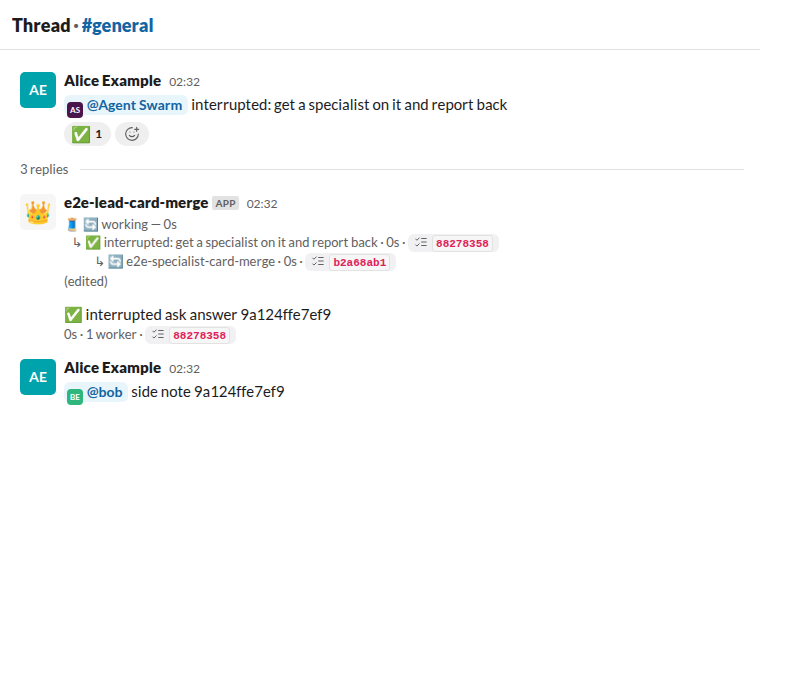 Thread · #general
AE
Alice Example 02:32
AS @Agent Swarm interrupted: get a specialist on it and report back
✅ 1
3 replies
e2e-lead-card-merge APP 02:32
🧵 🔄 working — 0s
↳ ✅ interrupted: get a specialist on it and report back · 0s · 88278358
↳ 🔄 e2e-specialist-card-merge · 0s · b2a68ab1
(edited)
✅ interrupted ask answer 9a124ffe7ef9
0s · 1 worker · 88278358
AE
Alice Example 02:32
BE @bob side note 9a124ffe7ef9